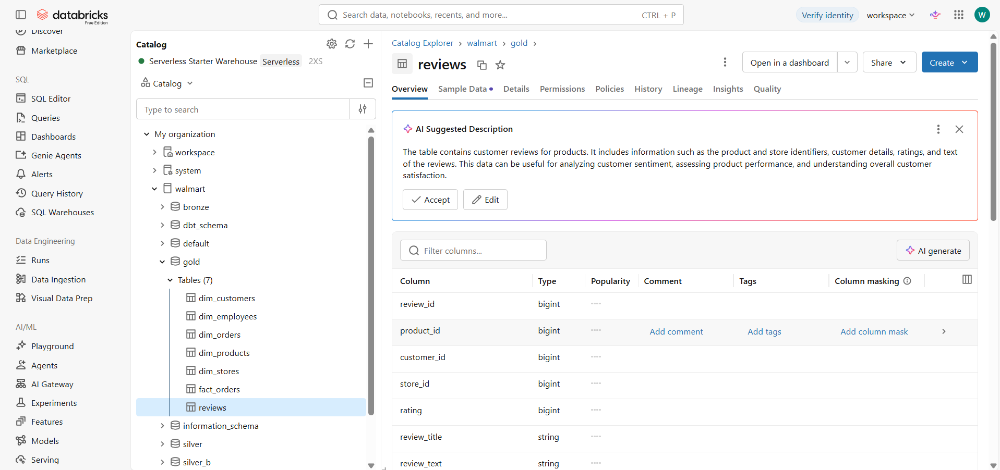 databricks
Free Edition
Search data, notebooks, recents, and more...
CTRL + P
Verify identity
workspace
W
Discover
Marketplace
SQL
SQL Editor
Queries
Dashboards
Genie Agents
Alerts
Query History
SQL Warehouses
Data Engineering
Runs
Data Ingestion
Visual Data Prep
AI/ML
Playground
Agents
AI Gateway
Experiments
Features
Models
Serving
Catalog
Serverless Starter Warehouse Serverless 2XS
Catalog
Type to search
My organization
workspace
system
walmart
bronze
dbt_schema
default
gold
Tables (7)
dim_customers
dim_employees
dim_orders
dim_products
dim_stores
fact_orders
reviews
information_schema
silver
silver_b
Catalog Explorer › walmart › gold ›
reviews
Open in a dashboard
Share
Create
Overview Sample Data Details Permissions Policies History Lineage Insights Quality
AI Suggested Description
The table contains customer reviews for products. It includes information such as the product and store identifiers, customer details, ratings, and text
of the reviews. This data can be useful for analyzing customer sentiment, assessing product performance, and understanding overall customer
satisfaction.
Accept
Edit
Filter columns...
AI generate
Column Type Popularity Comment Tags Column masking
review_id bigint
product_id bigint Add comment Add tags Add column mask
customer_id bigint
store_id bigint
rating bigint
review_title string
review_text string